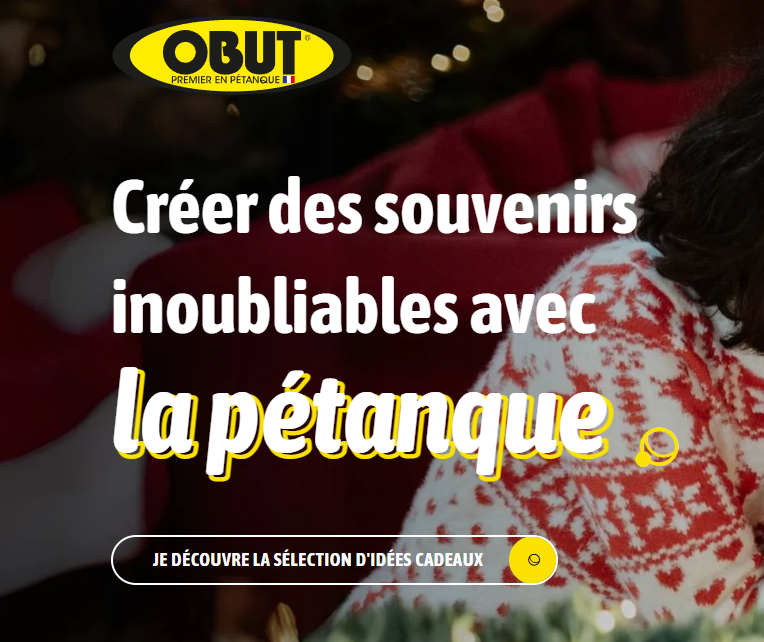 OBUT®
PREMIER EN PÉTANQUE
Créer des souvenirs
inoubliables avec
la pétanque
JE DÉCOUVRE LA SÉLECTION D'IDÉES CADEAUX